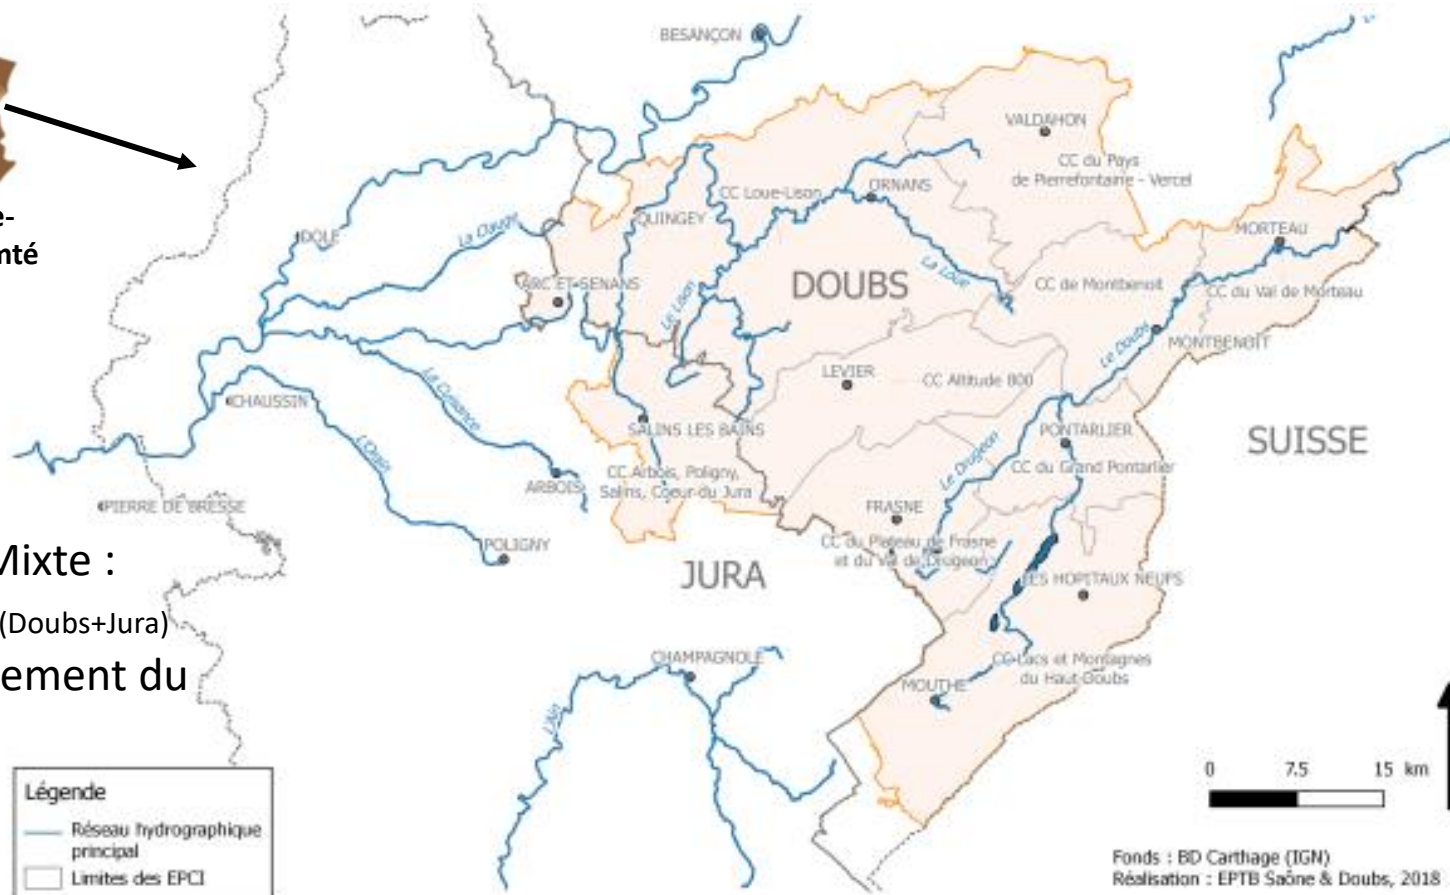 BESANÇON
VALDAHON
CC du Pays
de Pierrefontaine - Vercel
CC Loue-Lison
ORNANS
QUINGEY
MORTEAU
DOLE
La Clauge
e-
nté
ARC ET SENANS
Le Lison
DOUBS
La Loue
CC de Montbenoit
CC du Val de Morteau
Le Doubs
MONTBENOIT
LEVIER
CC Altitude 800
La Cuisance
CHAUSSIN
L'Orain
SALINS LES BAINS
PONTARLIER
SUISSE
Le Drugeon
CC du Grand Pontarlier
CC Arbois, Poligny,
Salins, Coeur du Jura
ARBOIS
PIERRE DE BRESSE
FRASNE
CC du Plateau de Frasne
et du Val de Drugeon
POLIGNY
Mixte :
JURA
LES HOPITAUX NEUFS
(Doubs+Jura)
ement du
CHAMPAGNOLE
CC Lacs et Montagnes
du Haut-Doubs
MOUTHE
L'Ain
0 7.5 15 km
Légende
Réseau hydrographique
principal
Limites des EPCI
Fonds : BD Carthage (IGN)
Réalisation : EPTB Saône & Doubs, 2018